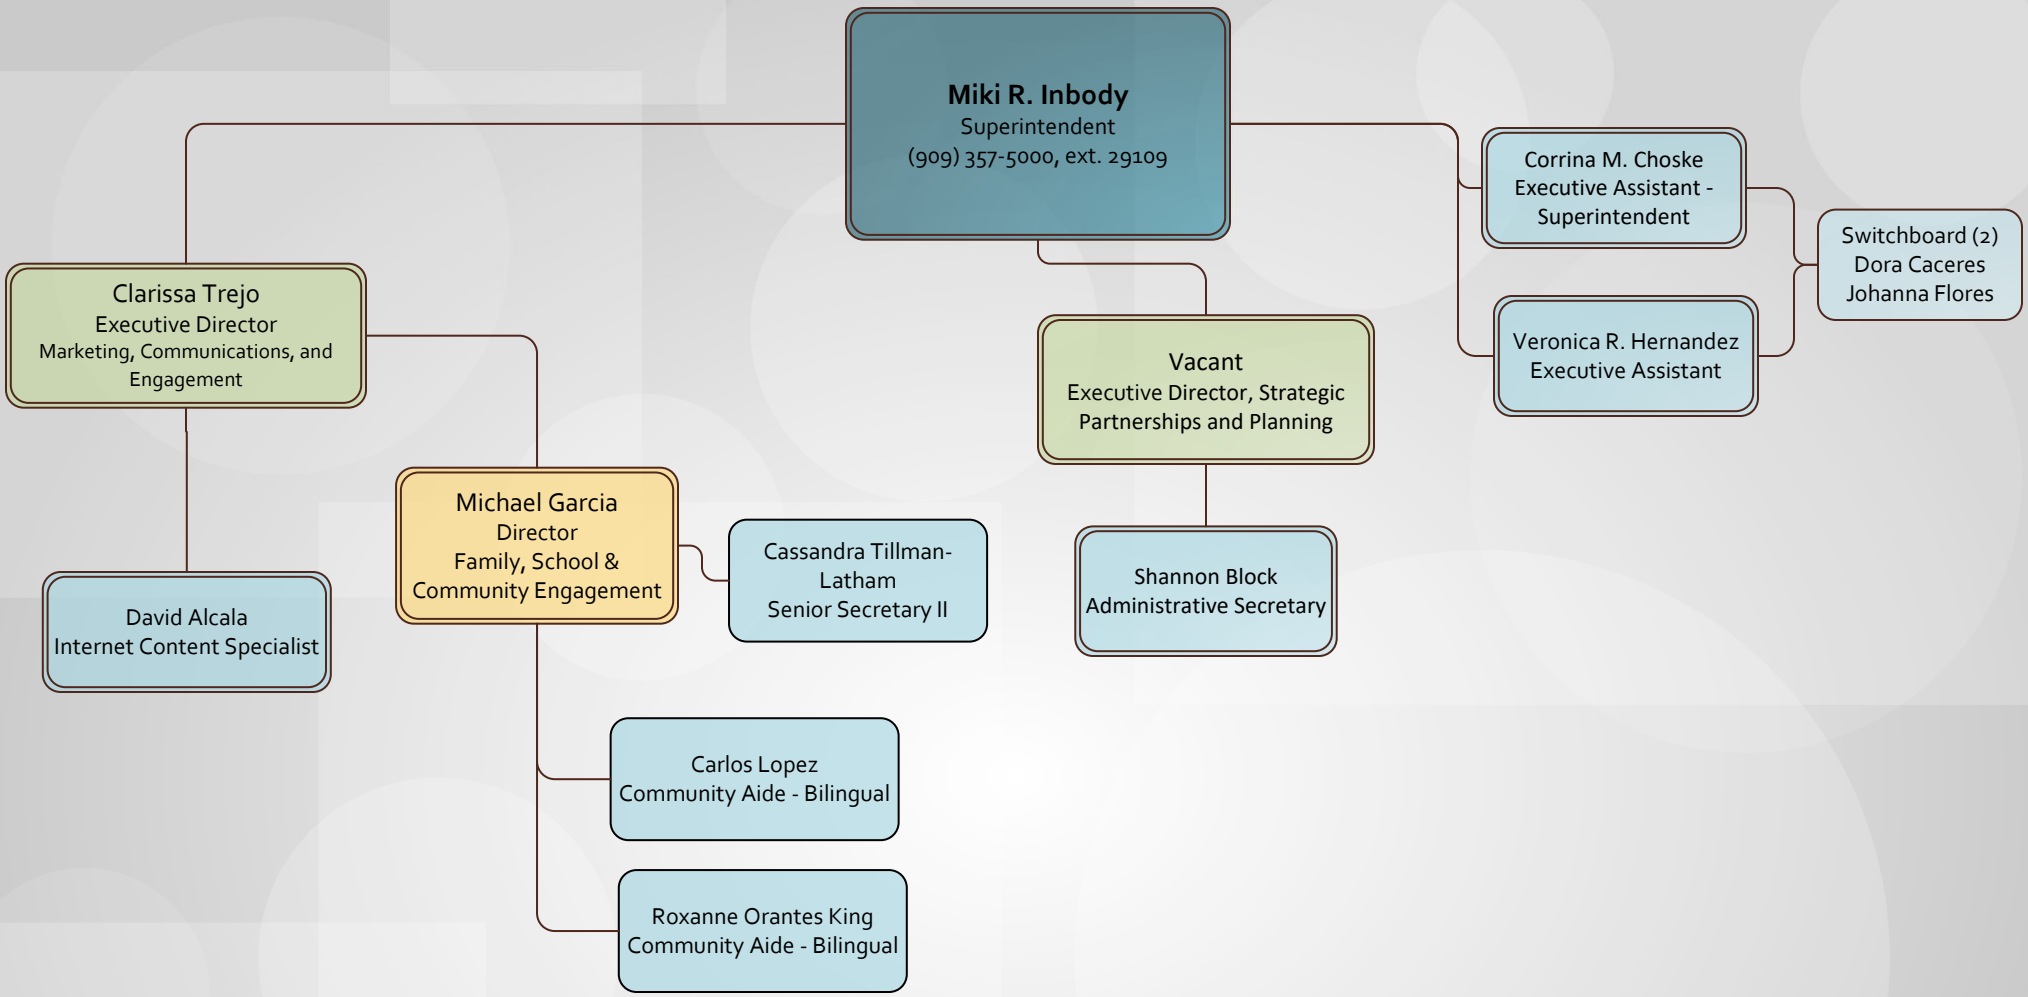 Miki R. Inbody
Superintendent
(909) 357-5000, ext. 29109
Corrina M. Choske
Executive Assistant -
Superintendent
Switchboard (2)
Dora Caceres
Johanna Flores
Veronica R. Hernandez
Executive Assistant
Clarissa Trejo
Executive Director
Marketing, Communications, and
Engagement
Vacant
Executive Director, Strategic
Partnerships and Planning
Michael Garcia
Director
Family, School &
Community Engagement
Cassandra Tillman-
Latham
Senior Secretary II
Shannon Block
Administrative Secretary
David Alcala
Internet Content Specialist
Carlos Lopez
Community Aide - Bilingual
Roxanne Orantes King
Community Aide - Bilingual